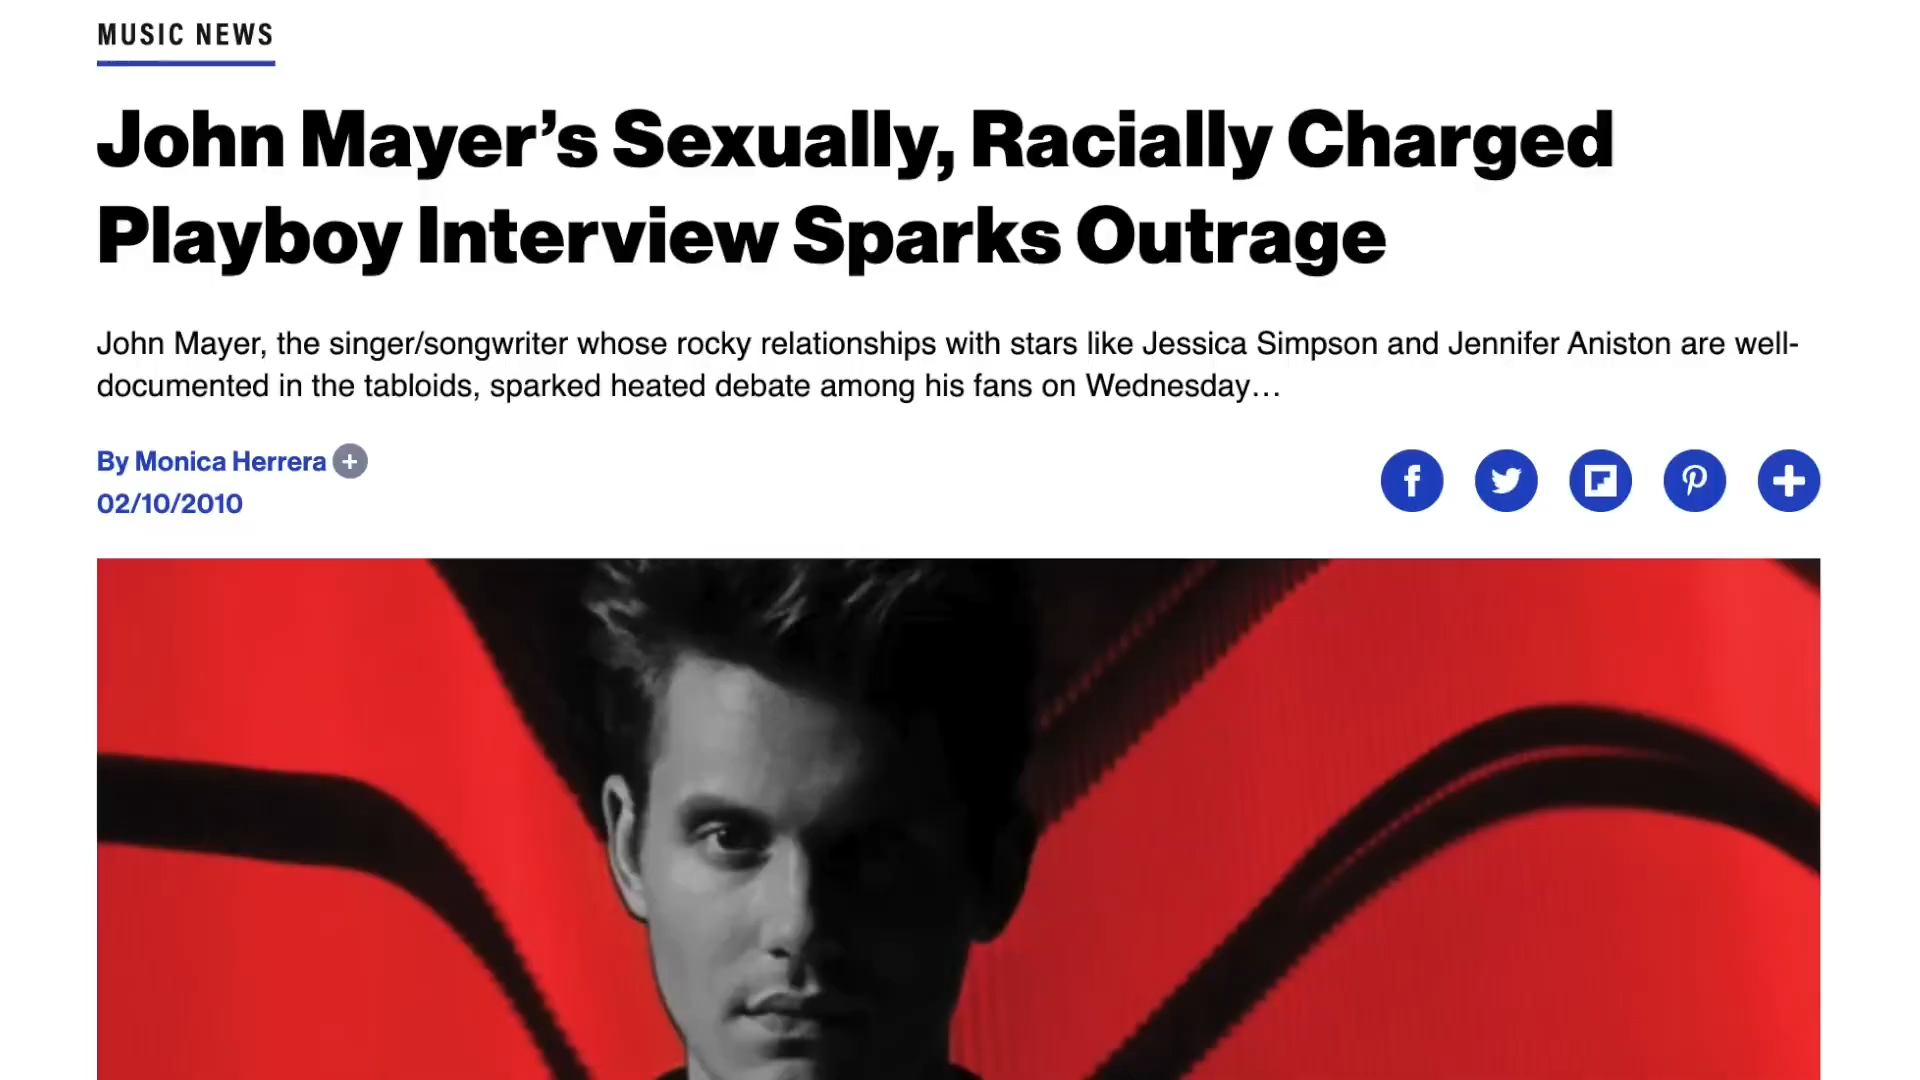 MUSIC NEWS
John Mayer’s Sexually, Racially Charged
Playboy Interview Sparks Outrage
John Mayer, the singer/songwriter whose rocky relationships with stars like Jessica Simpson and Jennifer Aniston are well-
documented in the tabloids, sparked heated debate among his fans on Wednesday…
By Monica Herrera
02/10/2010